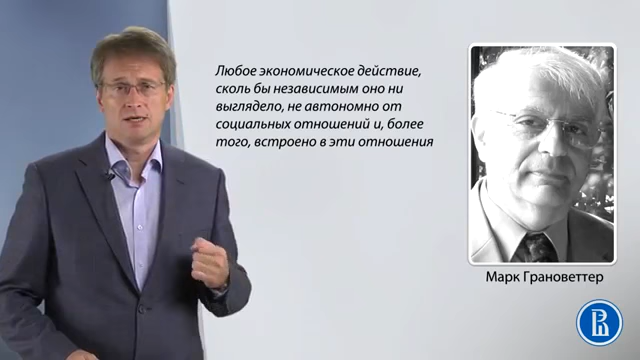 Любое экономическое действие,
сколь бы независимым оно ни
выглядело, не автономно от
социальных отношений и, более
того, встроено в эти отношения
Марк Грановеттер